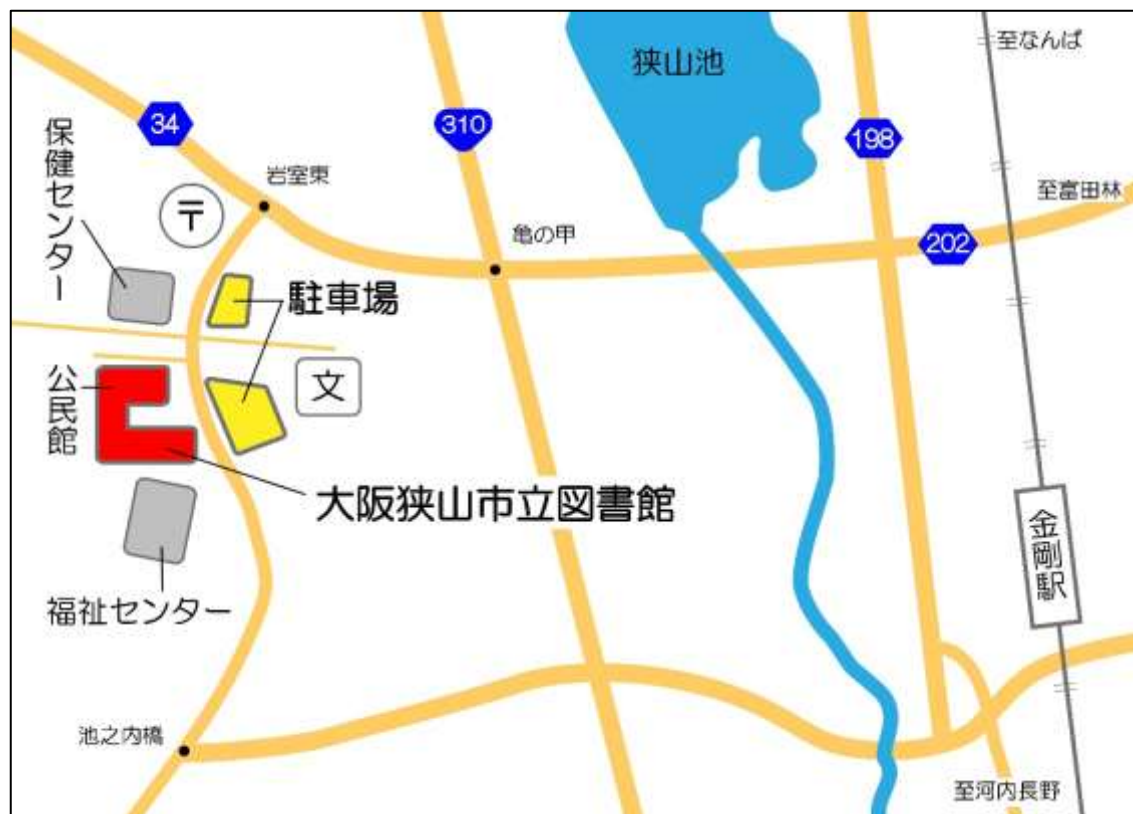 狭山池
至なんば
34
310
198
保健センター
岩室東
〒
至富田林
亀の甲
202
駐車場
公民館
文
大阪狭山市立図書館
金剛駅
福祉センター
池之内橋
至河内長野